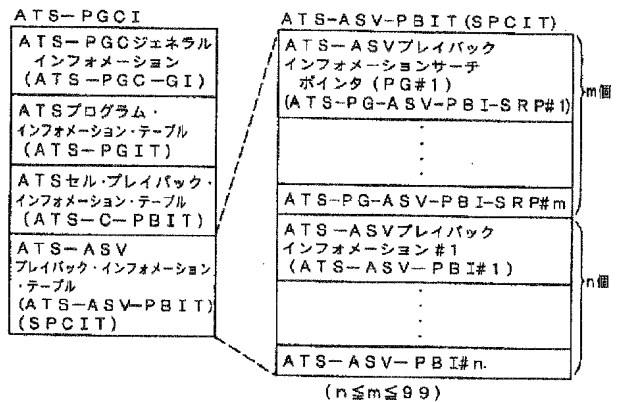 ATS-PGCI
ATS-PGCジェネラル
インフォメーション
(ATS-PGC-GI)
ATSプログラム・
インフォメーション・テーブル
(ATS-PGIT)
ATSセル・プレイバック・
インフォメーション・テーブル
(ATS-C-PBIT)
ATS-ASV
プレイバック・インフォメーション
・テーブル
(ATS-ASV-PBIT)
(SPCIT)
ATS-ASV-PBIT(SPCIT)
ATS-ASVプレイバック
インフォメーションサーチ
ポインタ(PG#1)
(ATS-PG-ASV-PBI-SRP#1)
ATS-PG-ASV-PBI-SRP#m
m個
ATS-ASVプレイバック
インフォメーション#1
(ATS-ASV-PBI#1)
ATS-ASV-PBI#n
n個
(n≦m≦99)